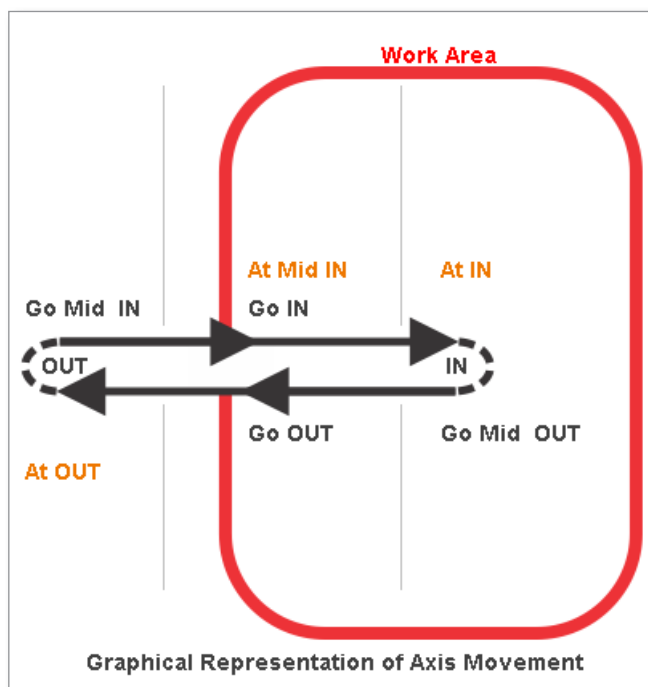 Work Area
At Mid IN
At IN
Go Mid IN
Go IN
OUT
IN
Go OUT
Go Mid OUT
At OUT
Graphical Representation of Axis Movement